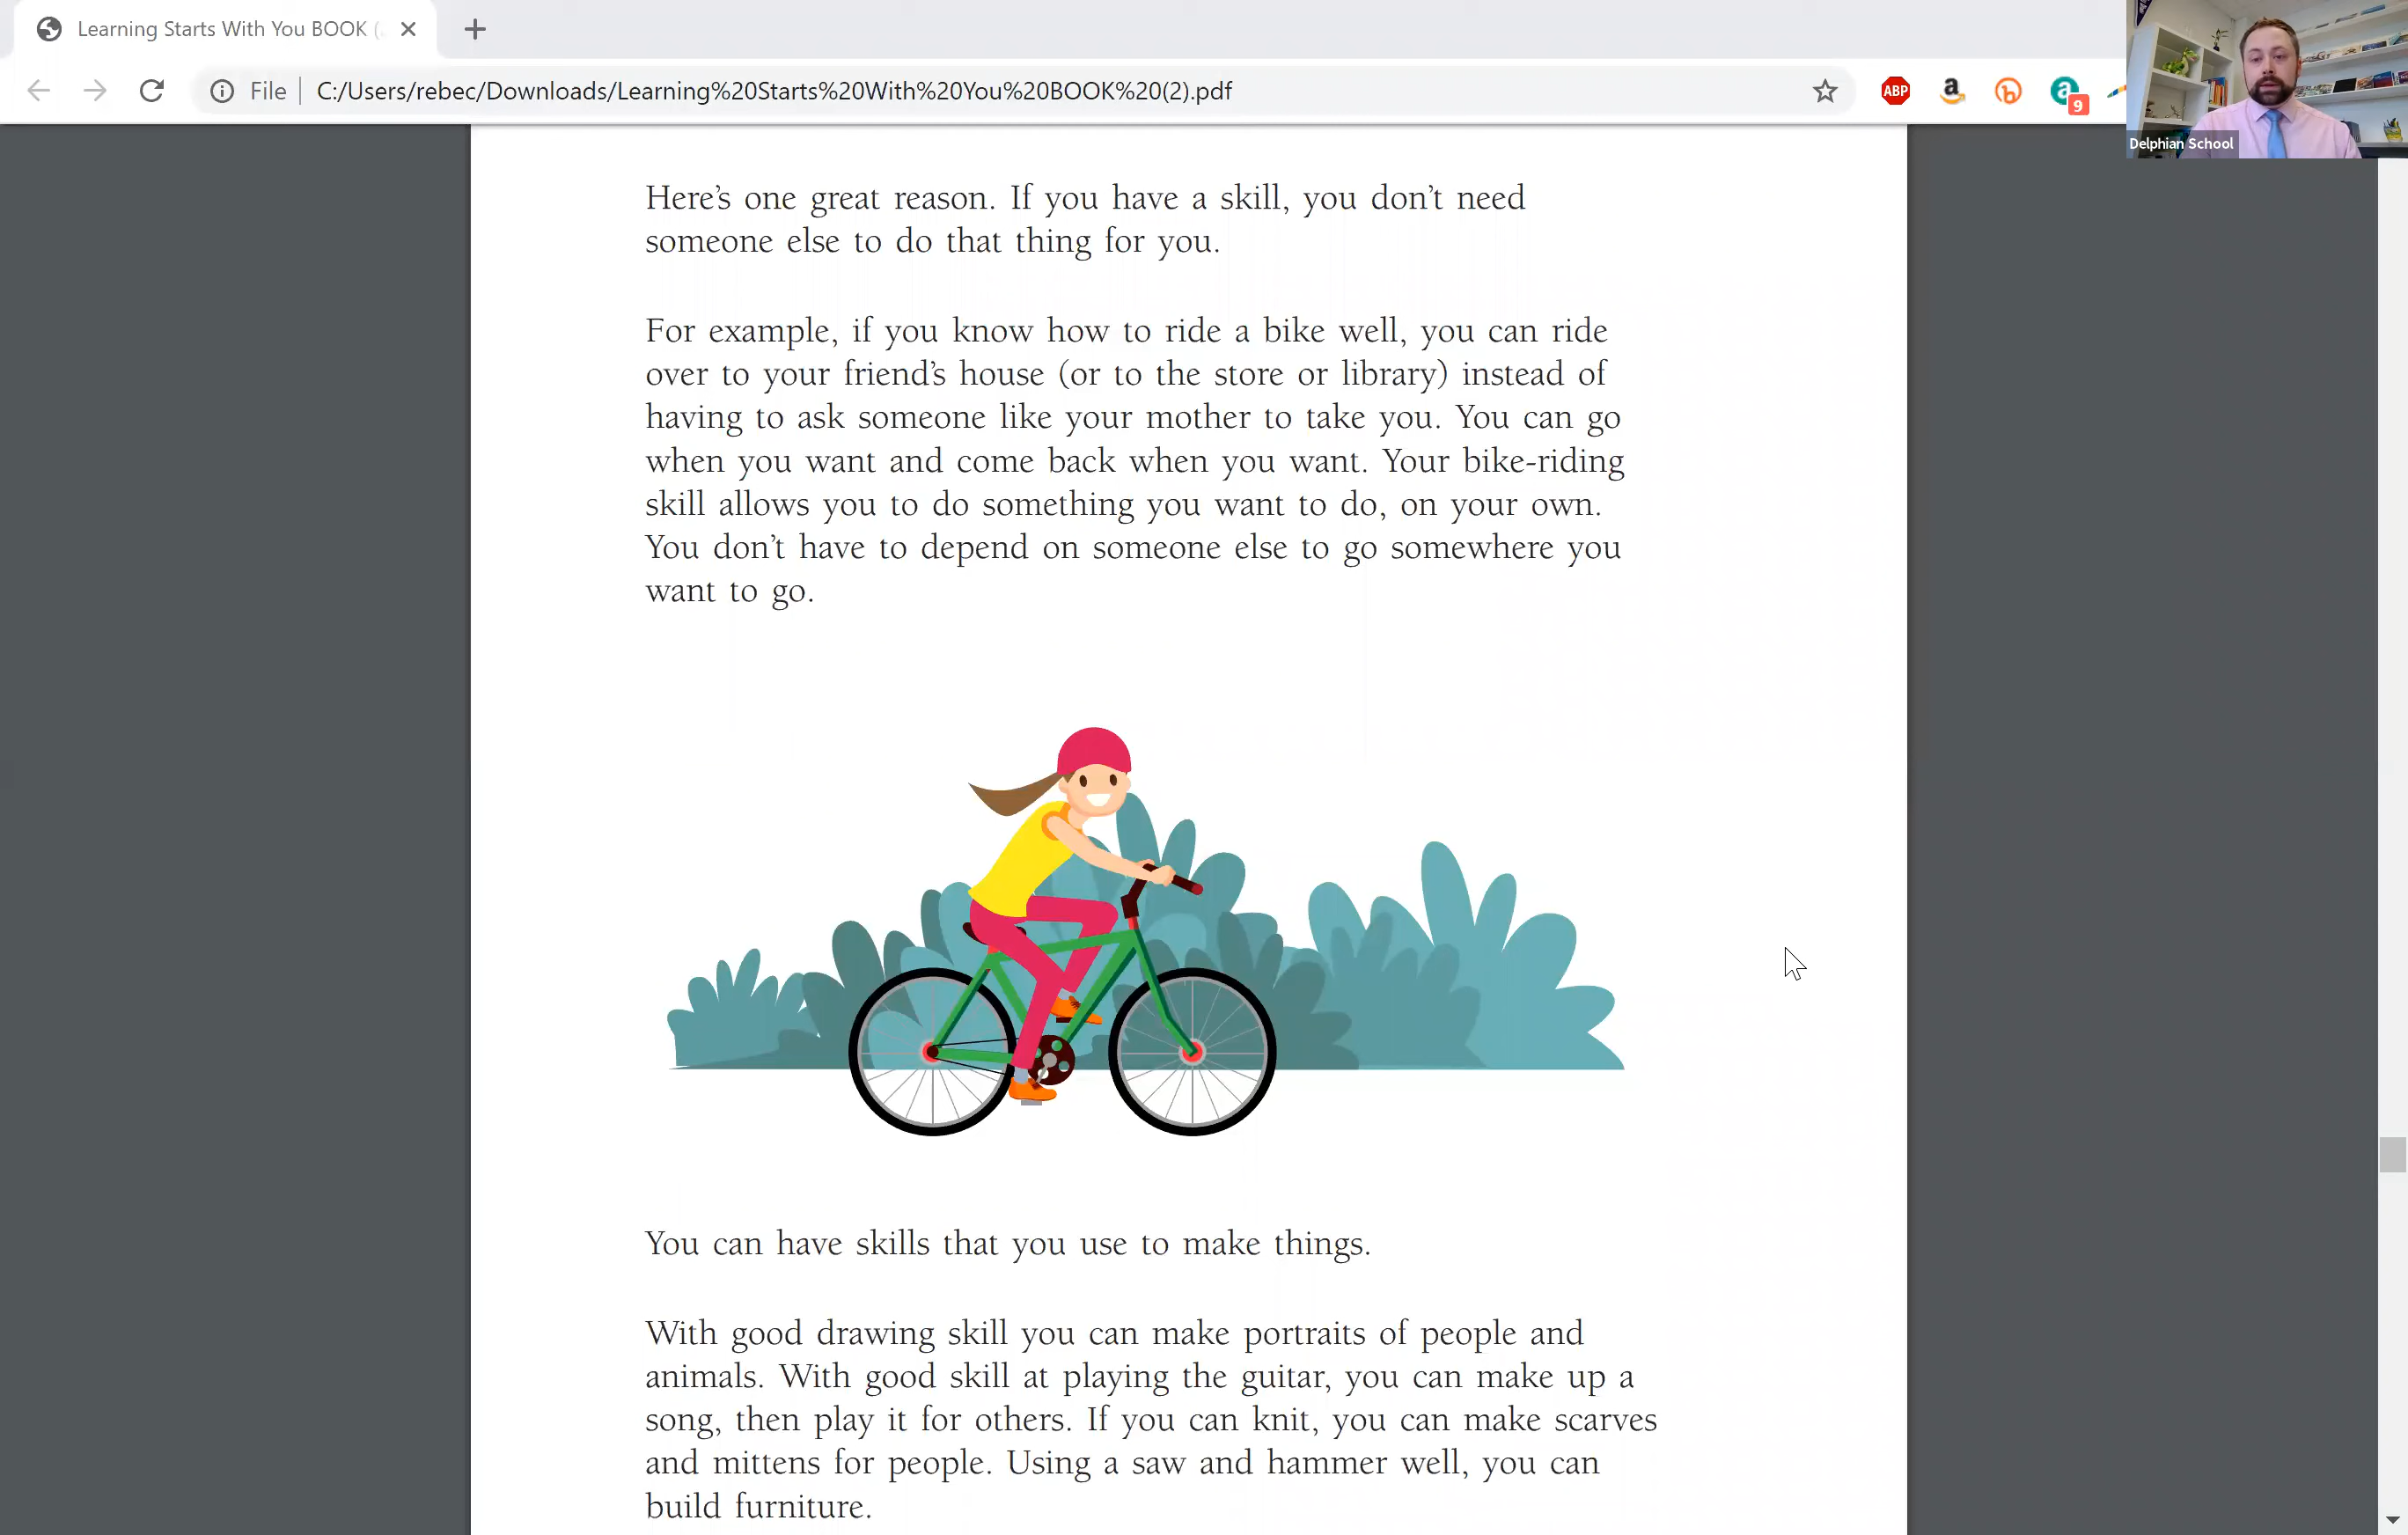 Learning Starts With You BOOK (
File
C:/Users/rebec/Downloads/Learning%20Starts%20With%20You%20BOOK%20(2).pdf
ABP
a
b
a
9
Delphian School
Here's one great reason. If you have a skill, you don't need
someone else to do that thing for you.
For example, if you know how to ride a bike well, you can ride
over to your friend's house (or to the store or library) instead of
having to ask someone like your mother to take you. You can go
when you want and come back when you want. Your bike-riding
skill allows you to do something you want to do, on your own.
You don't have to depend on someone else to go somewhere you
want to go.
You can have skills that you use to make things.
With good drawing skill you can make portraits of people and
animals. With good skill at playing the guitar, you can make up a
song, then play it for others. If you can knit, you can make scarves
and mittens for people. Using a saw and hammer well, you can
build furniture.